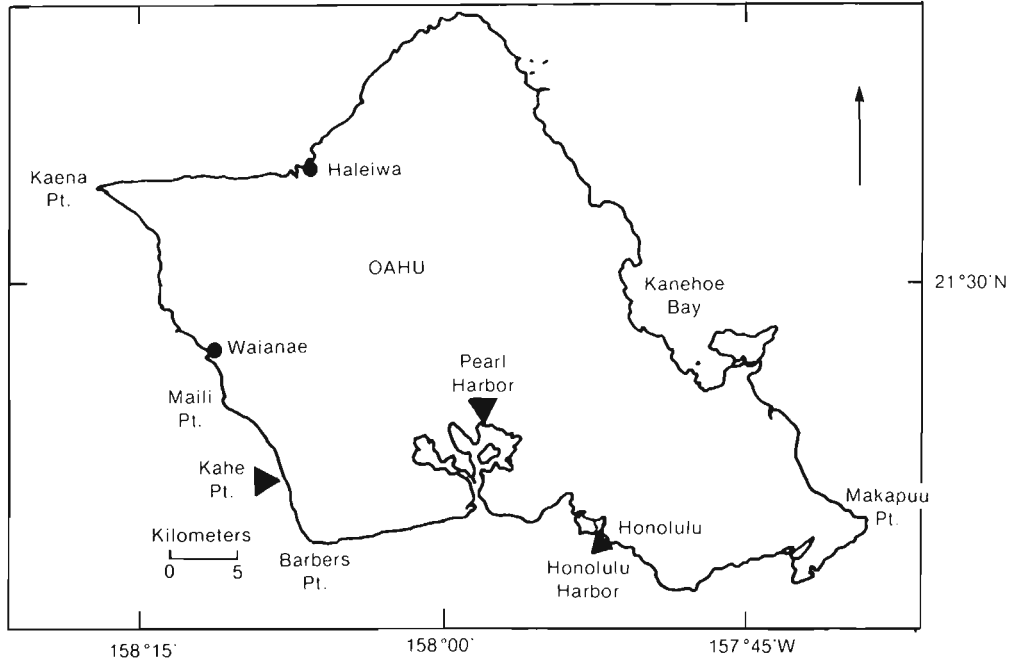 Haleiwa
Kaena
Pt.
OAHU
21°30'N
Kanehoe
Bay
Waianae
Pearl
Harbor
Maili
Pt.
Kahe
Pt.
Makapuu
Pt.
Kilometers
0 5
Honolulu
Barbers
Pt.
Honolulu
Harbor
158°15'
158°00'
157°45'W